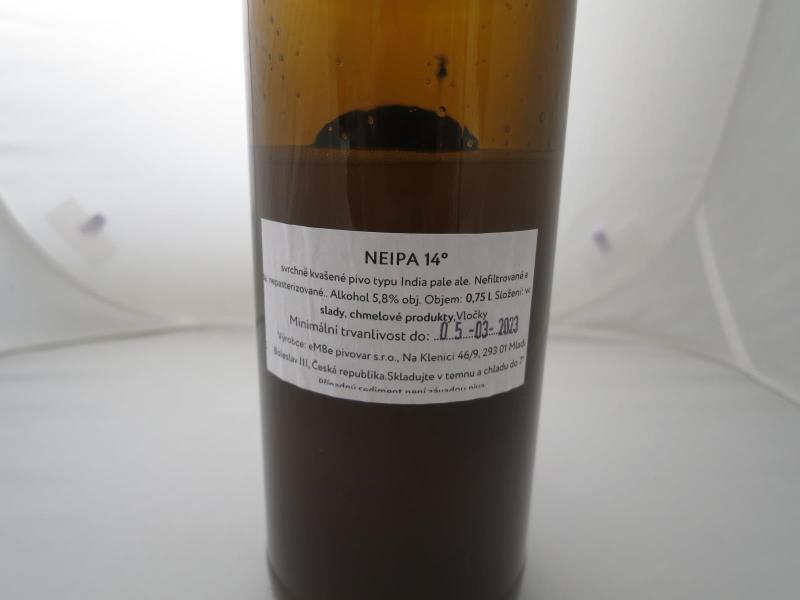 NEIPA 14°
svrchně kvašené pivo typu India pale ale. Nefiltrované a
nepasterizované.. Alkohol 5,8% obj. Objem: 0,75 L Složení:
slady, chmelové produkty,Vločky
Minimální trvanlivost do: ..05-03-2023
Výrobce: eMBe pivovar s.r.o., Na Klenici 46/9, 293 01 Mladá
Boleslav III, Česká republika.Skladujte v temnu a chladu do 7°
případný sediment není závadou piva